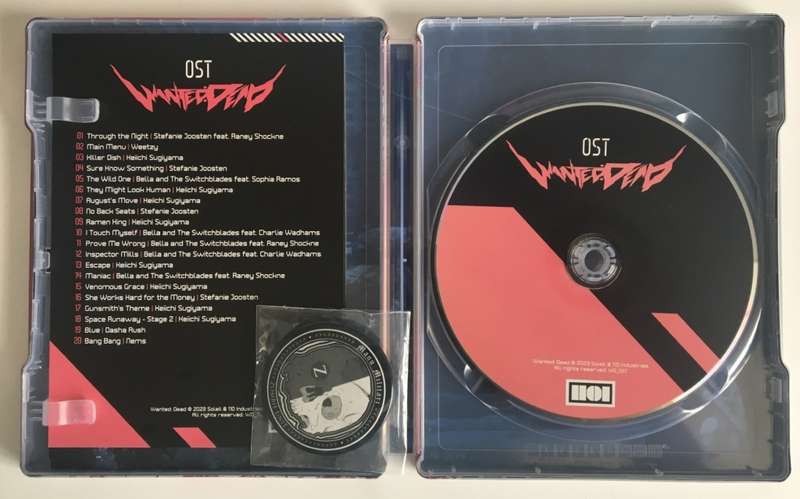 OST
WANTED: DEAD
01 Through the Night | Stefanie Joosten feat. Raney Shockne
02 Main Menu | Weetzy
03 Killer Dish | Keiichi Sugiyama
04 Sure Know Something | Stefanie Joosten
05 The Wild One | Bella and The Switchblades feat. Sophia Ramos
06 They Might Look Human | Keiichi Sugiyama
07 August's Move | Keiichi Sugiyama
08 No Back Seats | Stefanie Joosten
09 Ramen King | Keiichi Sugiyama
10 I Touch Myself | Bella and The Switchblades feat. Charlie Wadhams
11 Prove Me Wrong | Bella and The Switchblades feat. Raney Shockne
12 Inspector Mills | Bella and The Switchblades feat. Charlie Wadhams
13 Escape | Keiichi Sugiyama
14 Maniac | Bella and The Switchblades feat. Raney Shockne
15 Venomous Grace | Keiichi Sugiyama
16 She Works Hard for the Money | Stefanie Joosten
17 Gunsmith's Theme | Keiichi Sugiyama
18 Space Runaway - Stage 2 | Keiichi Sugiyama
19 Blue | Dasha Rush
20 Bang Bang | Nems
Wanted: Dead © 2023 Soleil & 110 Industries.
All rights reserved.
Manu Militari
Z
OST
WANTED: DEAD
Wanted: Dead © 2023 Soleil & 110 Industries.
All rights reserved.
110I